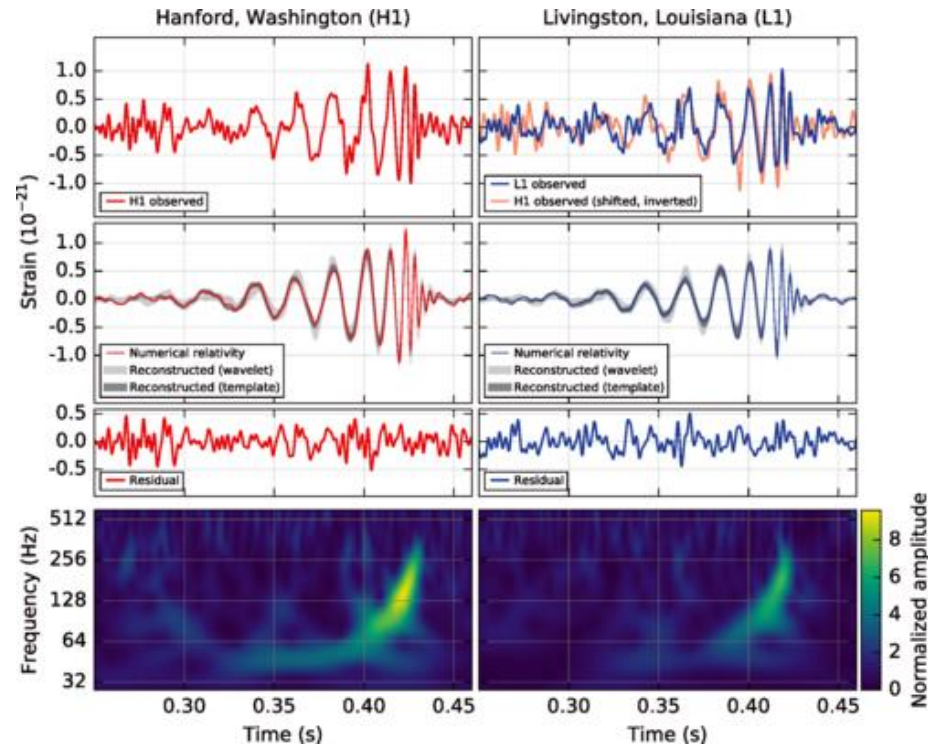 Hanford, Washington (H1)
Livingston, Louisiana (L1)
Strain (10⁻²¹)
1.0
0.5
0.0
-0.5
-1.0
H1 observed
L1 observed
H1 observed (shifted, inverted)
1.0
0.5
0.0
-0.5
-1.0
Numerical relativity
Reconstructed (wavelet)
Reconstructed (template)
Numerical relativity
Reconstructed (wavelet)
Reconstructed (template)
0.5
0.0
-0.5
Residual
Residual
Frequency (Hz)
512
256
128
64
32
Normalized amplitude
8
6
4
2
0
0.30
0.35
0.40
0.45
0.30
0.35
0.40
0.45
Time (s)
Time (s)